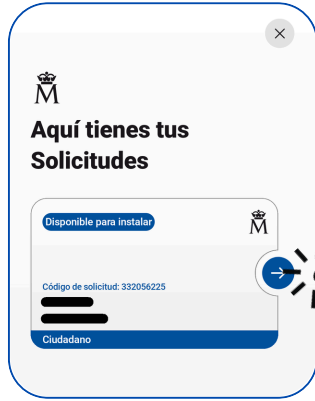 M
Aquí tienes tus
Solicitudes
Disponible para instalar
M
Código de solicitud: 332056225
Ciudadano